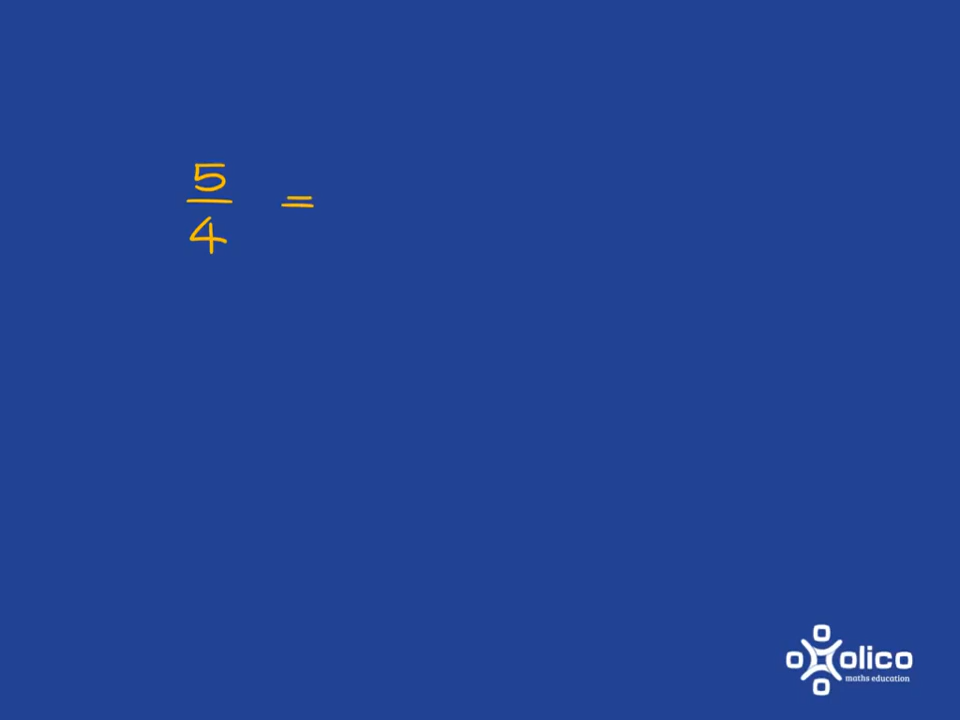 5/4 =
olico
maths education